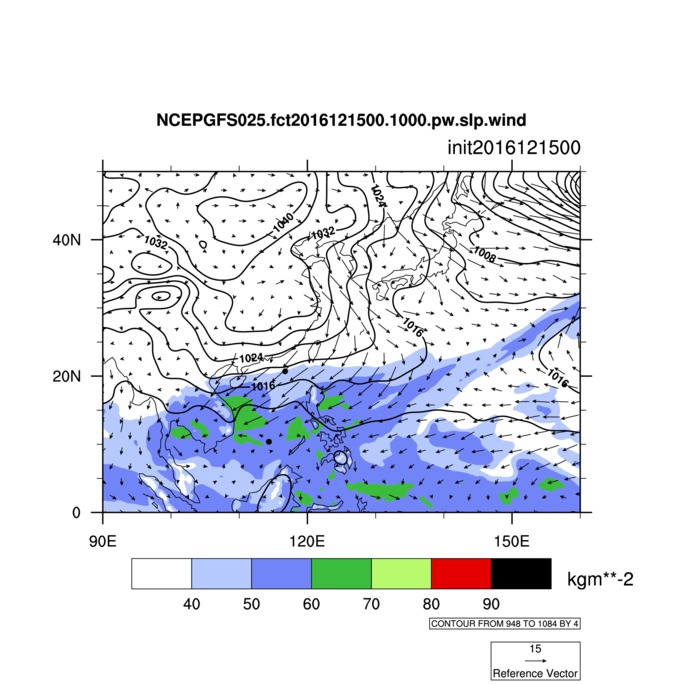 NCEPGFS025.fct2016121500.1000.pw.slp.wind
init2016121500
1024
1040
1032
1032
40N
1008
1016
1024
1016
1016
20N
0
90E 120E 150E
40 50 60 70 80 90
kgm**-2
CONTOUR FROM 948 TO 1084 BY 4
15
Reference Vector